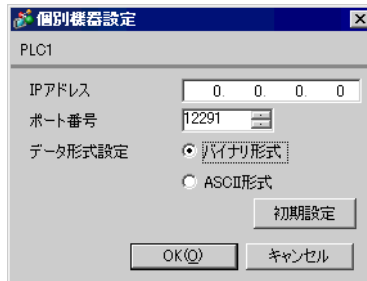 個別機器設定
PLC1
IPアドレス 0. 0. 0. 0
ポート番号 12291
データ形式設定 バイナリ形式
ASCII形式
初期設定
OK(O) キャンセル